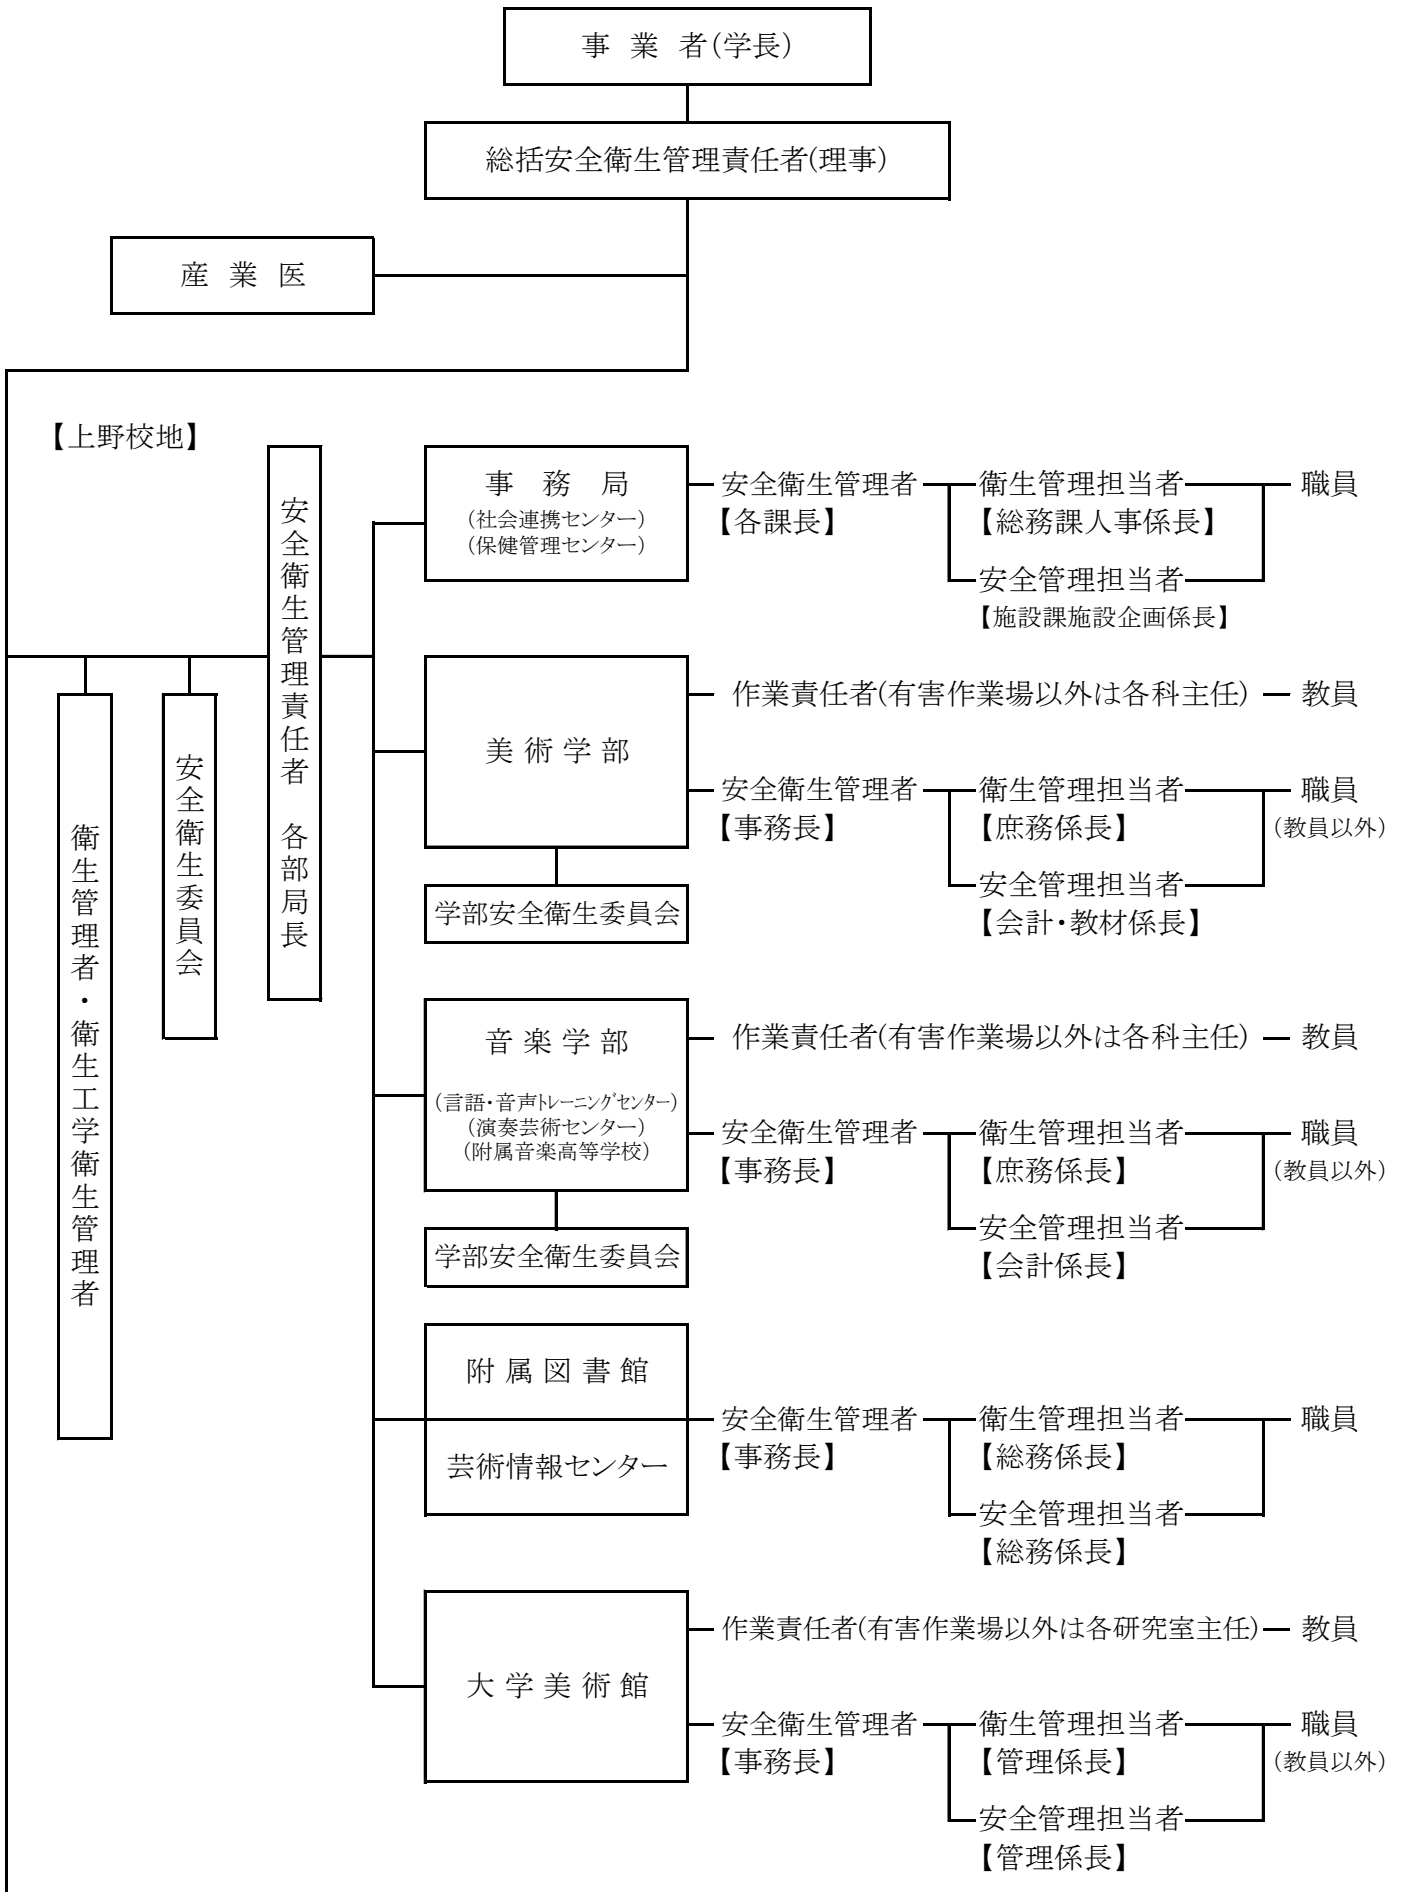 事 業 者(学長)
総括安全衛生管理責任者(理事)
産 業 医
【上野校地】
衛生管理者・衛生工学衛生管理者
安全衛生委員会
安全衛生管理責任者 各部局長
事 務 局
(社会連携センター)
(保健管理センター)
安全衛生管理者
【各課長】
衛生管理担当者
【総務課人事係長】
職員
安全管理担当者
【施設課施設企画係長】
美術学部
作業責任者(有害作業場以外は各科主任)
教員
安全衛生管理者
【事務長】
衛生管理担当者
【庶務係長】
職員
(教員以外)
安全管理担当者
【会計・教材係長】
学部安全衛生委員会
音楽学部
(言語・音声トレーニングセンター)
(演奏芸術センター)
(附属音楽高等学校)
作業責任者(有害作業場以外は各科主任)
教員
安全衛生管理者
【事務長】
衛生管理担当者
【庶務係長】
職員
(教員以外)
安全管理担当者
【会計係長】
学部安全衛生委員会
附属図書館
芸術情報センター
安全衛生管理者
【事務長】
衛生管理担当者
【総務係長】
職員
安全管理担当者
【総務係長】
大学美術館
作業責任者(有害作業場以外は各研究室主任)
教員
安全衛生管理者
【事務長】
衛生管理担当者
【管理係長】
職員
(教員以外)
安全管理担当者
【管理係長】